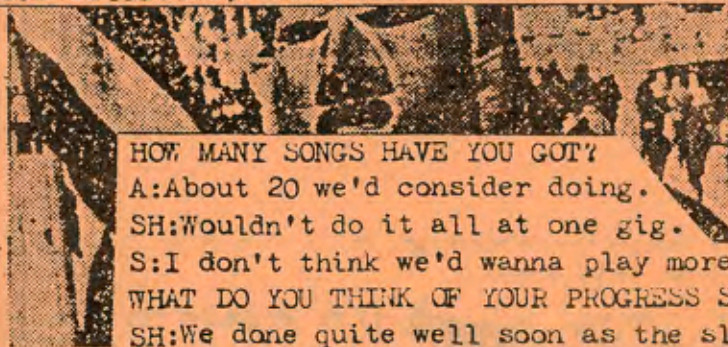 HOW MANY SONGS HAVE YOU GOT?
A:About 20 we'd consider doing.
SH:Wouldn't do it all at one gig.
S:I don't think we'd wanna play more
WHAT DO YOU THINK OF YOUR PROGRESS
SH:We done quite well soon as the